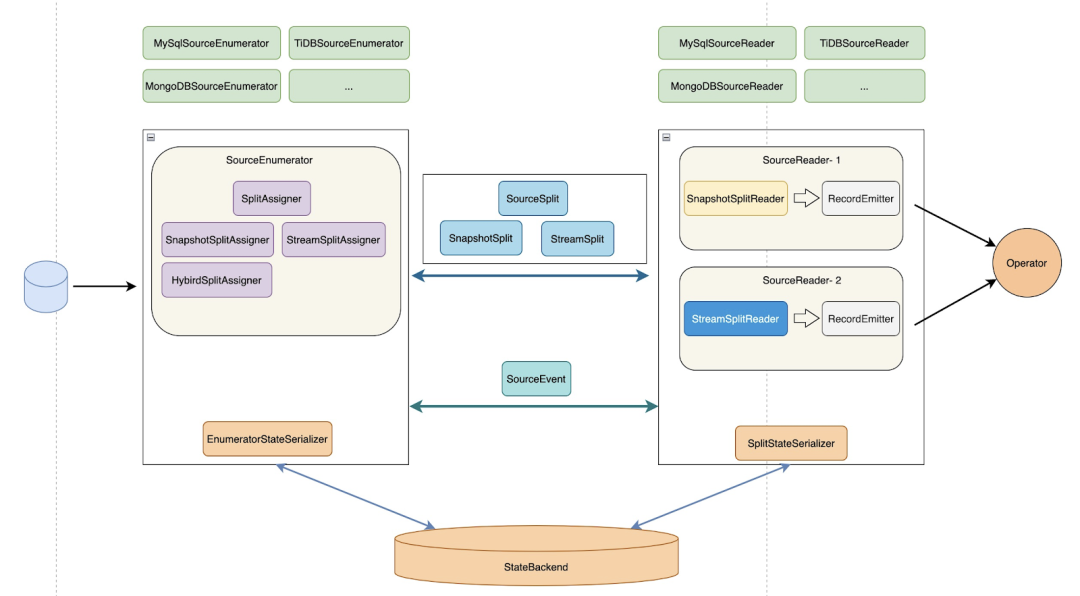 MySqlSourceEnumerator
TiDBSourceEnumerator
MongoDBSourceEnumerator
...
MySqlSourceReader
TiDBSourceReader
MongoDBSourceReader
...
SourceEnumerator
SplitAssigner
SnapshotSplitAssigner
StreamSplitAssigner
HybirdSplitAssigner
EnumeratorStateSerializer
SourceSplit
SnapshotSplit
StreamSplit
SourceEvent
SourceReader- 1
SnapshotSplitReader
RecordEmitter
SourceReader- 2
StreamSplitReader
RecordEmitter
SplitStateSerializer
Operator
StateBackend